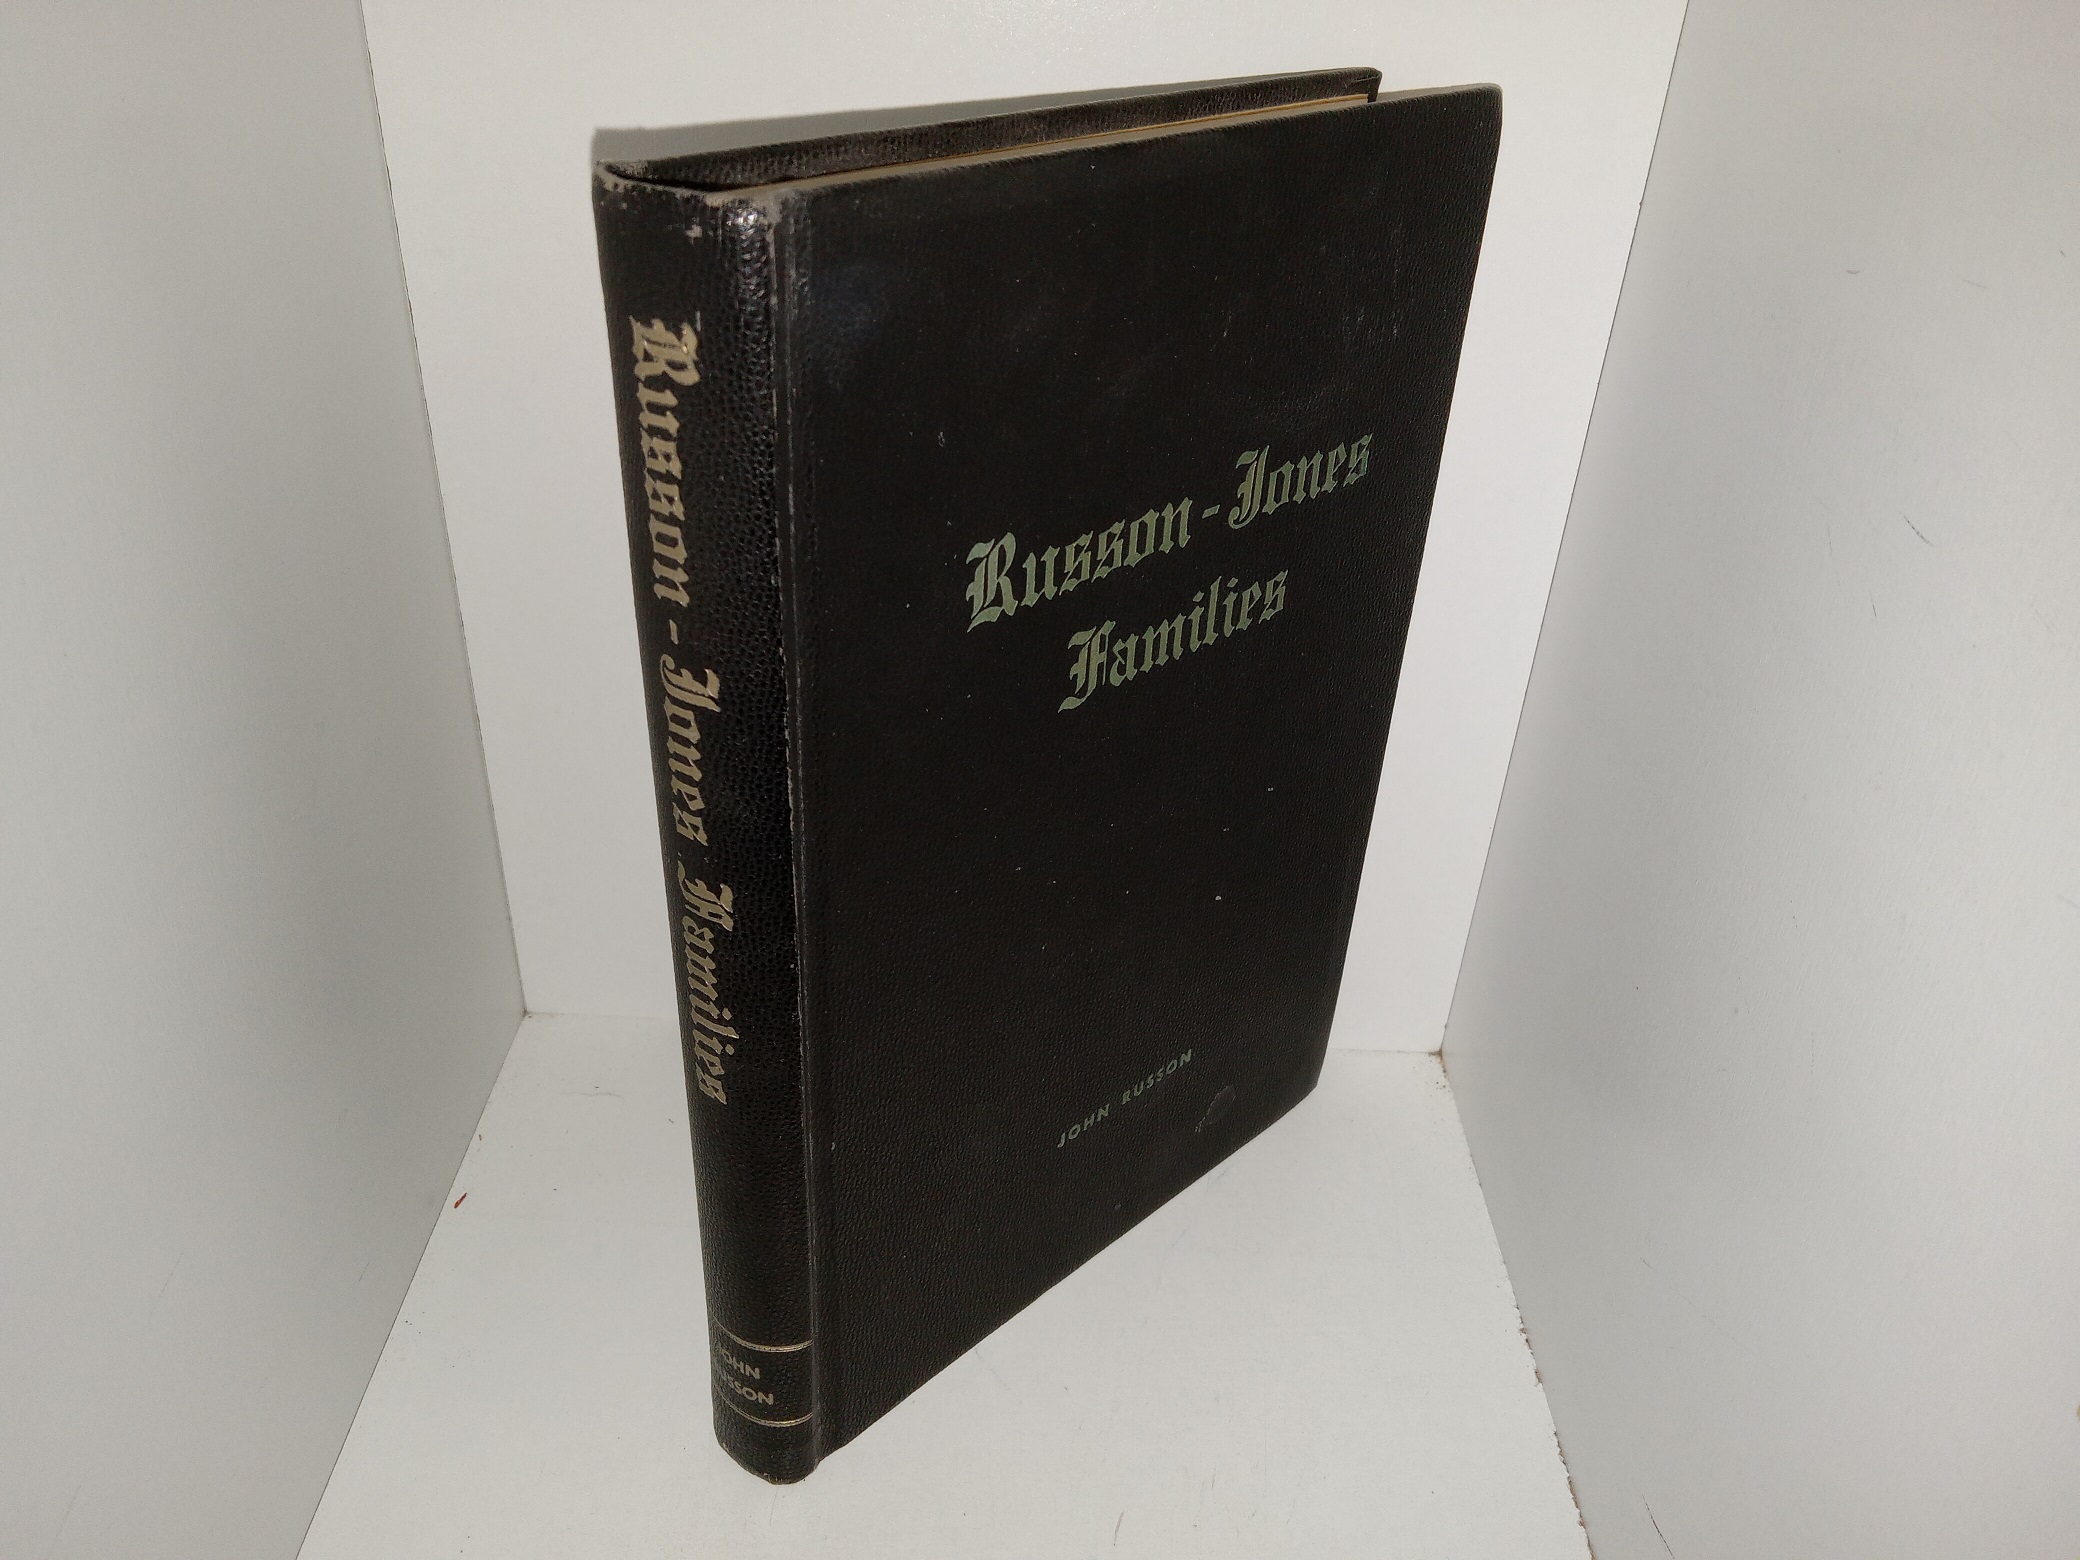 Russon - Jones Families
JOHN
RUSSON
Russon - Jones
Families
JOHN RUSSON